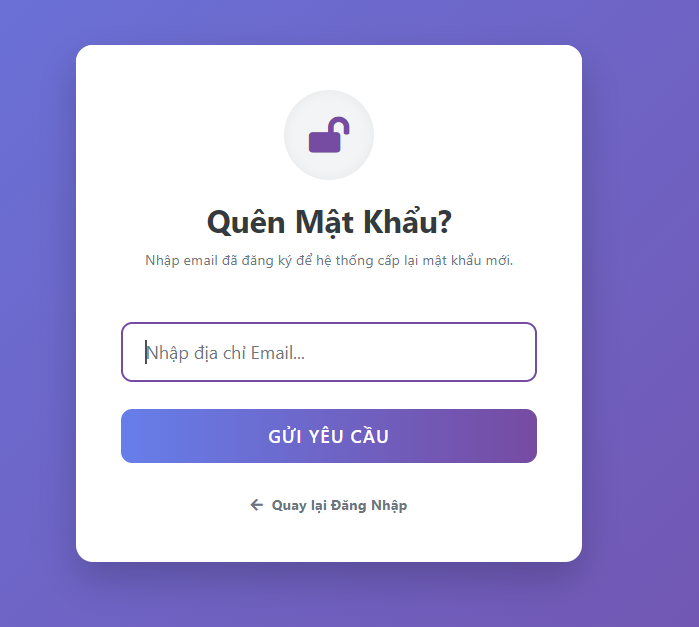 Quên Mật Khẩu?
Nhập email đã đăng ký để hệ thống cấp lại mật khẩu mới.
Nhập địa chỉ Email...
GỬI YÊU CẦU
Quay lại Đăng Nhập